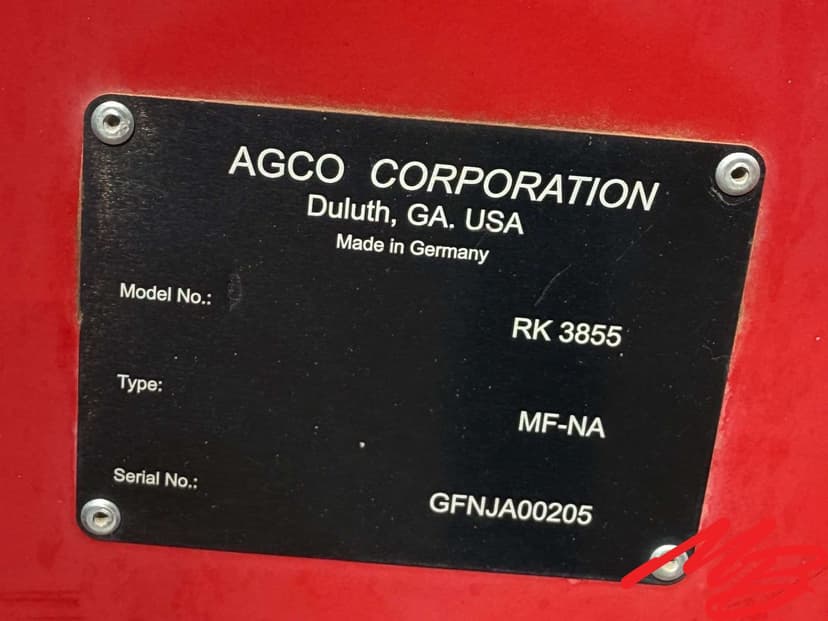 AGCO CORPORATION
Duluth, GA. USA
Made in Germany
Model No.: RK 3855
Type: MF-NA
Serial No.: GFNJA00205